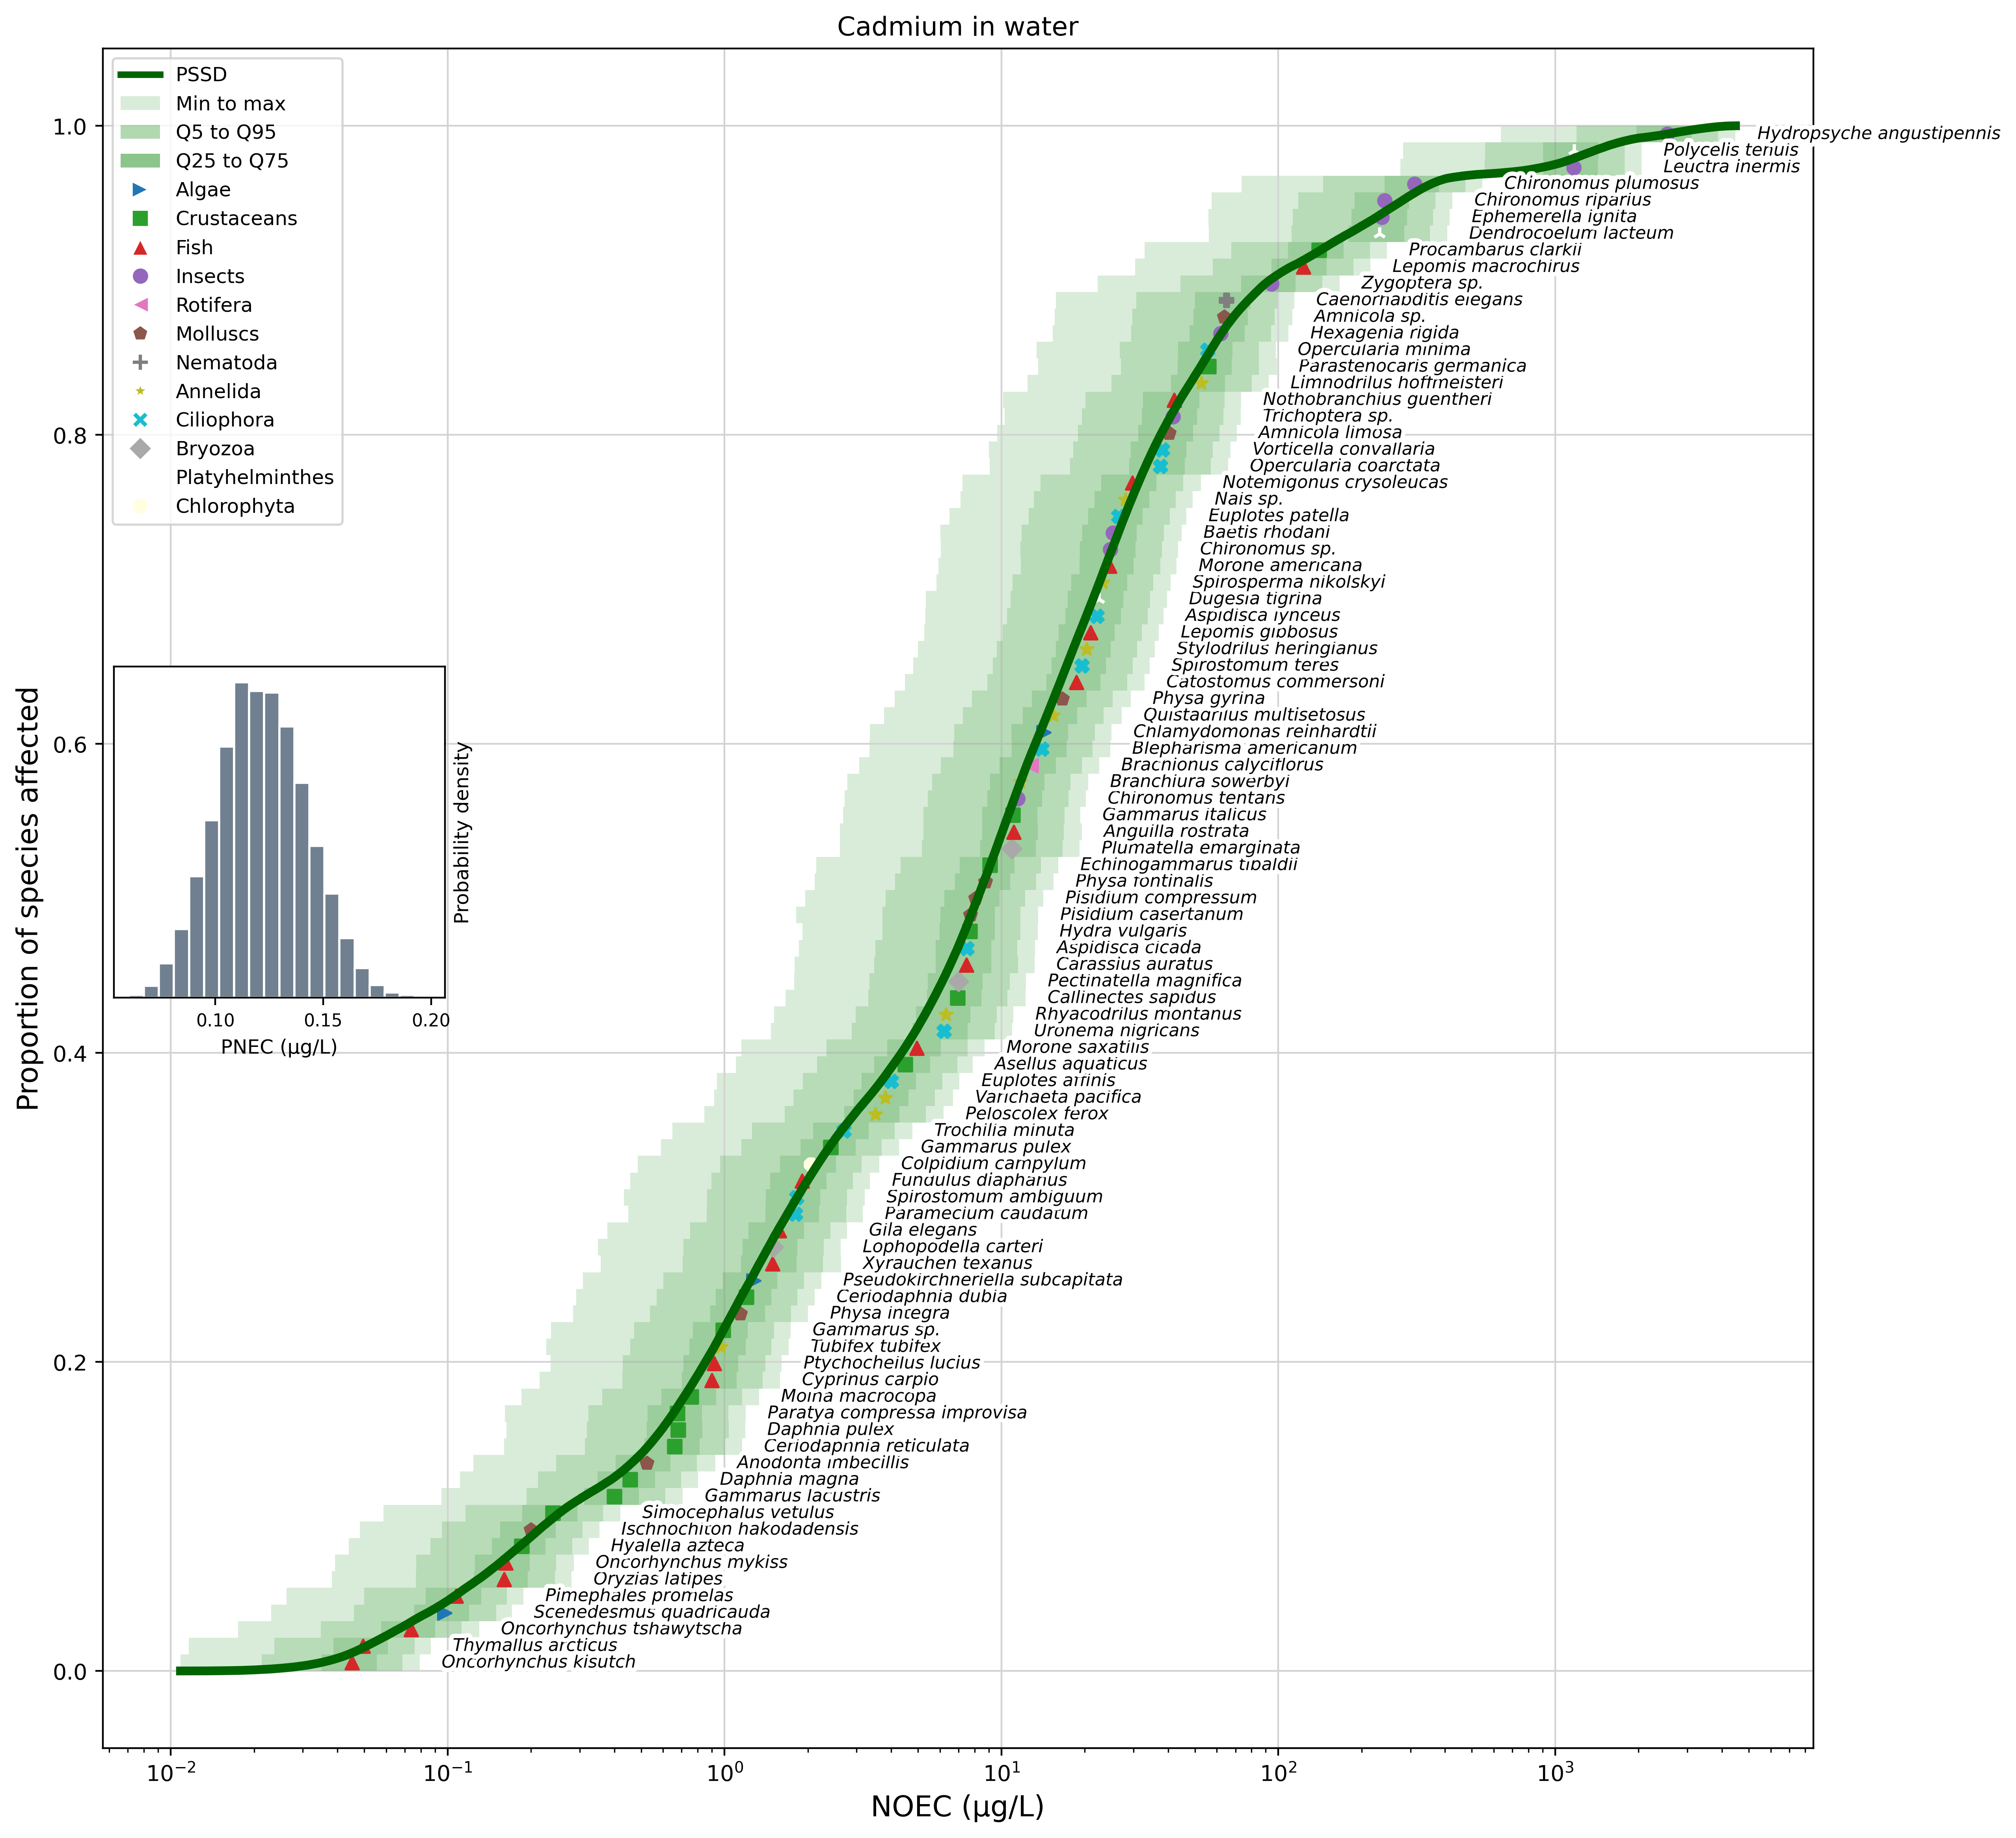 Cadmium in water
PSSD
Min to max
Q5 to Q95
Q25 to Q75
Algae
Crustaceans
Fish
Insects
Rotifera
Molluscs
Nematoda
Annelida
Ciliophora
Bryozoa
Platyhelminthes
Chlorophyta
Proportion of species affected
1.0
0.8
0.6
0.4
0.2
0.0
Hydropsyche angustipennis
Polycelis tenuis
Leuctra inermis
Chironomus plumosus
Chironomus riparius
Ephemerella ignita
Dendrocoelum lacteum
Procambarus clarkii
Lepomis macrochirus
Zygoptera sp.
Caenorhabditis elegans
Amnicola sp.
Hexagenia rigida
Opercularia minima
Parastenocaris germanica
Limnodrilus hoffmeisteri
Nothobranchius guentheri
Trichoptera sp.
Amnicola limosa
Vorticella convallaria
Opercularia coarctata
Notemigonus crysoleucas
Nais sp.
Euplotes patella
Baetis rhodani
Chironomus sp.
Morone americana
Spirosperma nikolskyi
Dugesia tigrina
Aspidisca lynceus
Lepomis gibbosus
Stylodrilus heringianus
Spirostomum teres
Catostomus commersoni
Physa gyrina
Quistadrilus multisetosus
Chlamydomonas reinhardtii
Blepharisma americanum
Brachionus calyciflorus
Branchiura sowerbyi
Chironomus tentans
Gammarus italicus
Anguilla rostrata
Plumatella emarginata
Echinogammarus tibaldii
Physa fontinalis
Pisidium compressum
Pisidium casertanum
Hydra vulgaris
Aspidisca cicada
Carassius auratus
Pectinatella magnifica
Callinectes sapidus
Rhyacodrilus montanus
Uronema nigricans
Morone saxatilis
Asellus aquaticus
Euplotes affinis
Varichaeta pacifica
Peloscolex ferox
Trochilia minuta
Gammarus pulex
Colpidium campylum
Fundulus diaphanus
Spirostomum ambiguum
Paramecium caudatum
Gila elegans
Lophopodella carteri
Xyrauchen texanus
Pseudokirchneriella subcapitata
Ceriodaphnia dubia
Physa integra
Gammarus sp.
Tubifex tubifex
Ptychocheilus lucius
Cyprinus carpio
Moina macrocopa
Paratya compressa improvisa
Daphnia pulex
Ceriodaphnia reticulata
Anodonta imbecillis
Daphnia magna
Gammarus lacustris
Simocephalus vetulus
Ischnochiton hakodadensis
Hyalella azteca
Oncorhynchus mykiss
Oryzias latipes
Pimephales promelas
Scenedesmus quadricauda
Oncorhynchus tshawytscha
Thymallus arcticus
Oncorhynchus kisutch
Probability density
0.10 0.15 0.20
PNEC (µg/L)
10⁻² 10⁻¹ 10⁰ 10¹ 10² 10³
NOEC (µg/L)